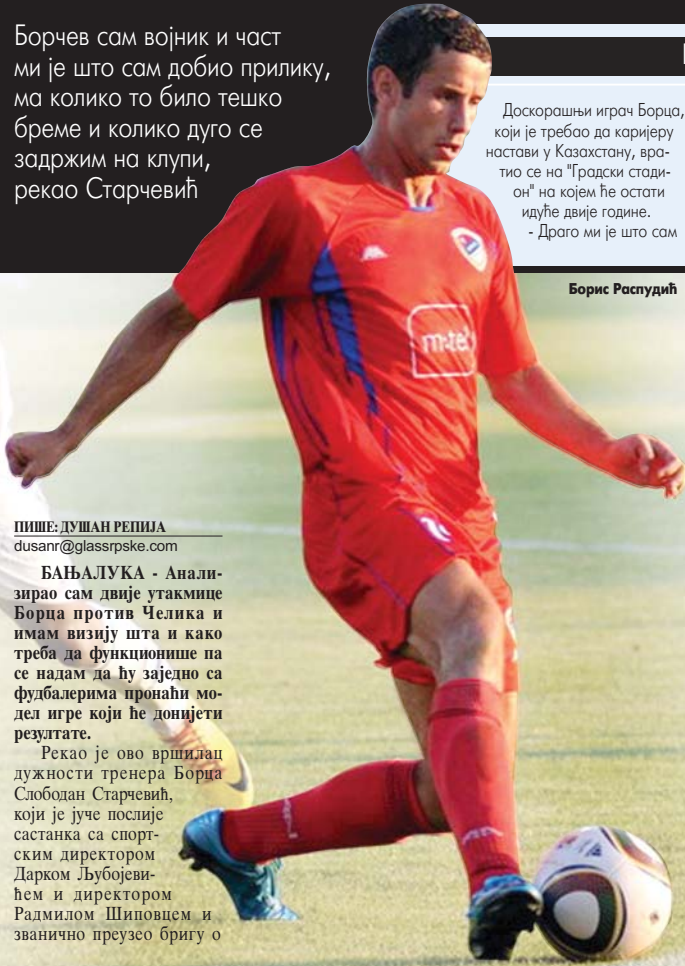 Борчев сам војник и част
ми је што сам добио прилику,
ма колико то било тешко
бреме и колико дуго се
задржим на клупи,
рекао Старчевић
Доскорашњи играч Борца,
који је требао да каријеру
настави у Казахстану, вра-
тио се на "Градски стади-
он" на којем ће остати
идуће двије године.
- Драго ми је што сам
Борис Распудић
m:tel
ПИШЕ: ДУШАН РЕПИЈА
dusanr@glassrpske.com
БАЊАЛУКА - Анали-
зирао сам двије утакмице
Борца против Челика и
имам визију шта и како
треба да функционише па
се надам да ћу заједно са
фудбалерима пронаћи мо-
дел игре који ће донијети
резултате.
Рекао је ово вршилац
дужности тренера Борца
Слободан Старчевић,
који је јуче послије
састанка са спорт-
ским директором
Дарком Љубојеви-
ћем и директором
Радмилом Шиповцем и
званично преузео бригу о